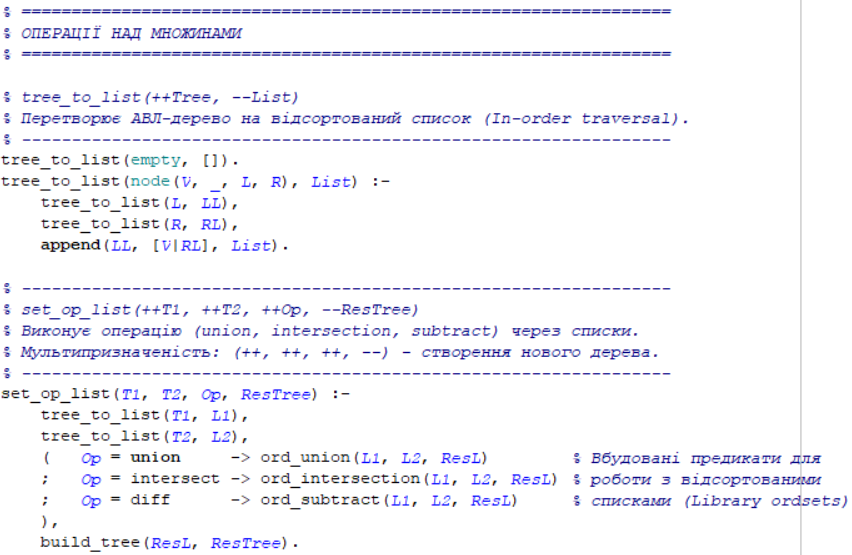 % =================================================================
% ОПЕРАЦІЇ НАД МНОЖИНАМИ
% =================================================================
% tree_to_list(++Tree, --List)
% Перетворює АВЛ-дерево на відсортований список (In-order traversal).
% -----------------------------------------------------------------
tree_to_list(empty, []).
tree_to_list(node(V, _, L, R), List) :-
    tree_to_list(L, LL),
    tree_to_list(R, RL),
    append(LL, [V|RL], List).
% -----------------------------------------------------------------
% set_op_list(++T1, ++T2, ++Op, --ResTree)
% Виконує операцію (union, intersection, subtract) через списки.
% Мультипризначеність: (++, ++, ++, --) - створення нового дерева.
% -----------------------------------------------------------------
set_op_list(T1, T2, Op, ResTree) :-
    tree_to_list(T1, L1),
    tree_to_list(T2, L2),
    (   Op = union     -> ord_union(L1, L2, ResL)        % Вбудовані предикати для
    ;   Op = intersect -> ord_intersection(L1, L2, ResL) % роботи з відсортованими
    ;   Op = diff      -> ord_subtract(L1, L2, ResL)     % списками (Library ordsets)
    ),
    build_tree(ResL, ResTree).